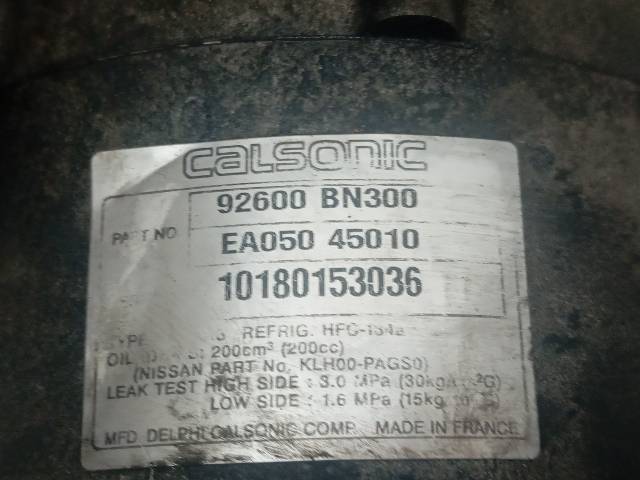 calsonic
92600 BN300
PART NO
EA050 45010
10180153036
REFRIG. HFC-134a
OIL : 200cm³ (200cc)
(NISSAN PART No. KLH00-PAGS0)
LEAK TEST HIGH SIDE : 3.0 MPa (30kg G)
LOW SIDE : 1.6 MPa (15kg
MFD. DELPHI CALSONIC COMP. MADE IN FRANCE